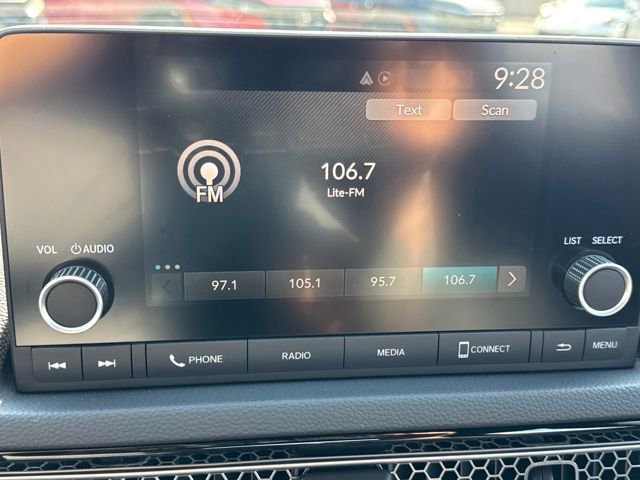 9:28
Text Scan
FM
106.7
Lite-FM
VOL AUDIO
LIST SELECT
97.1 105.1 95.7 106.7
PHONE RADIO MEDIA CONNECT MENU